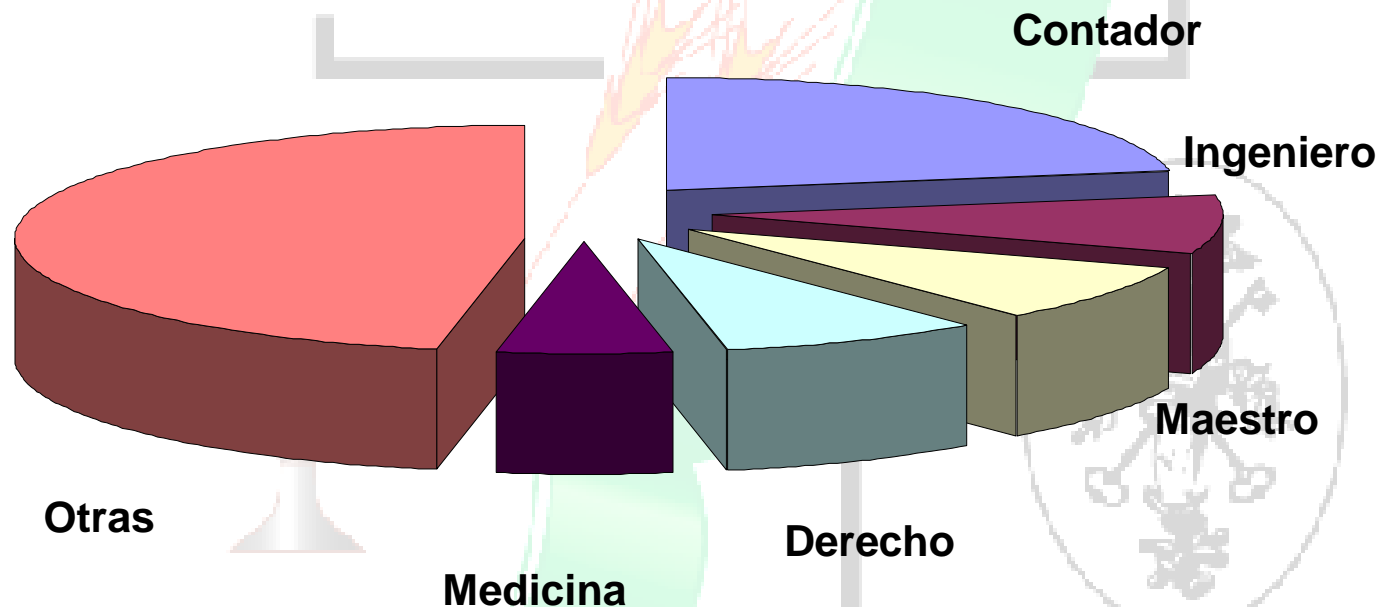 Contador
Ingeniero
Maestro
Otras
Derecho
Medicina